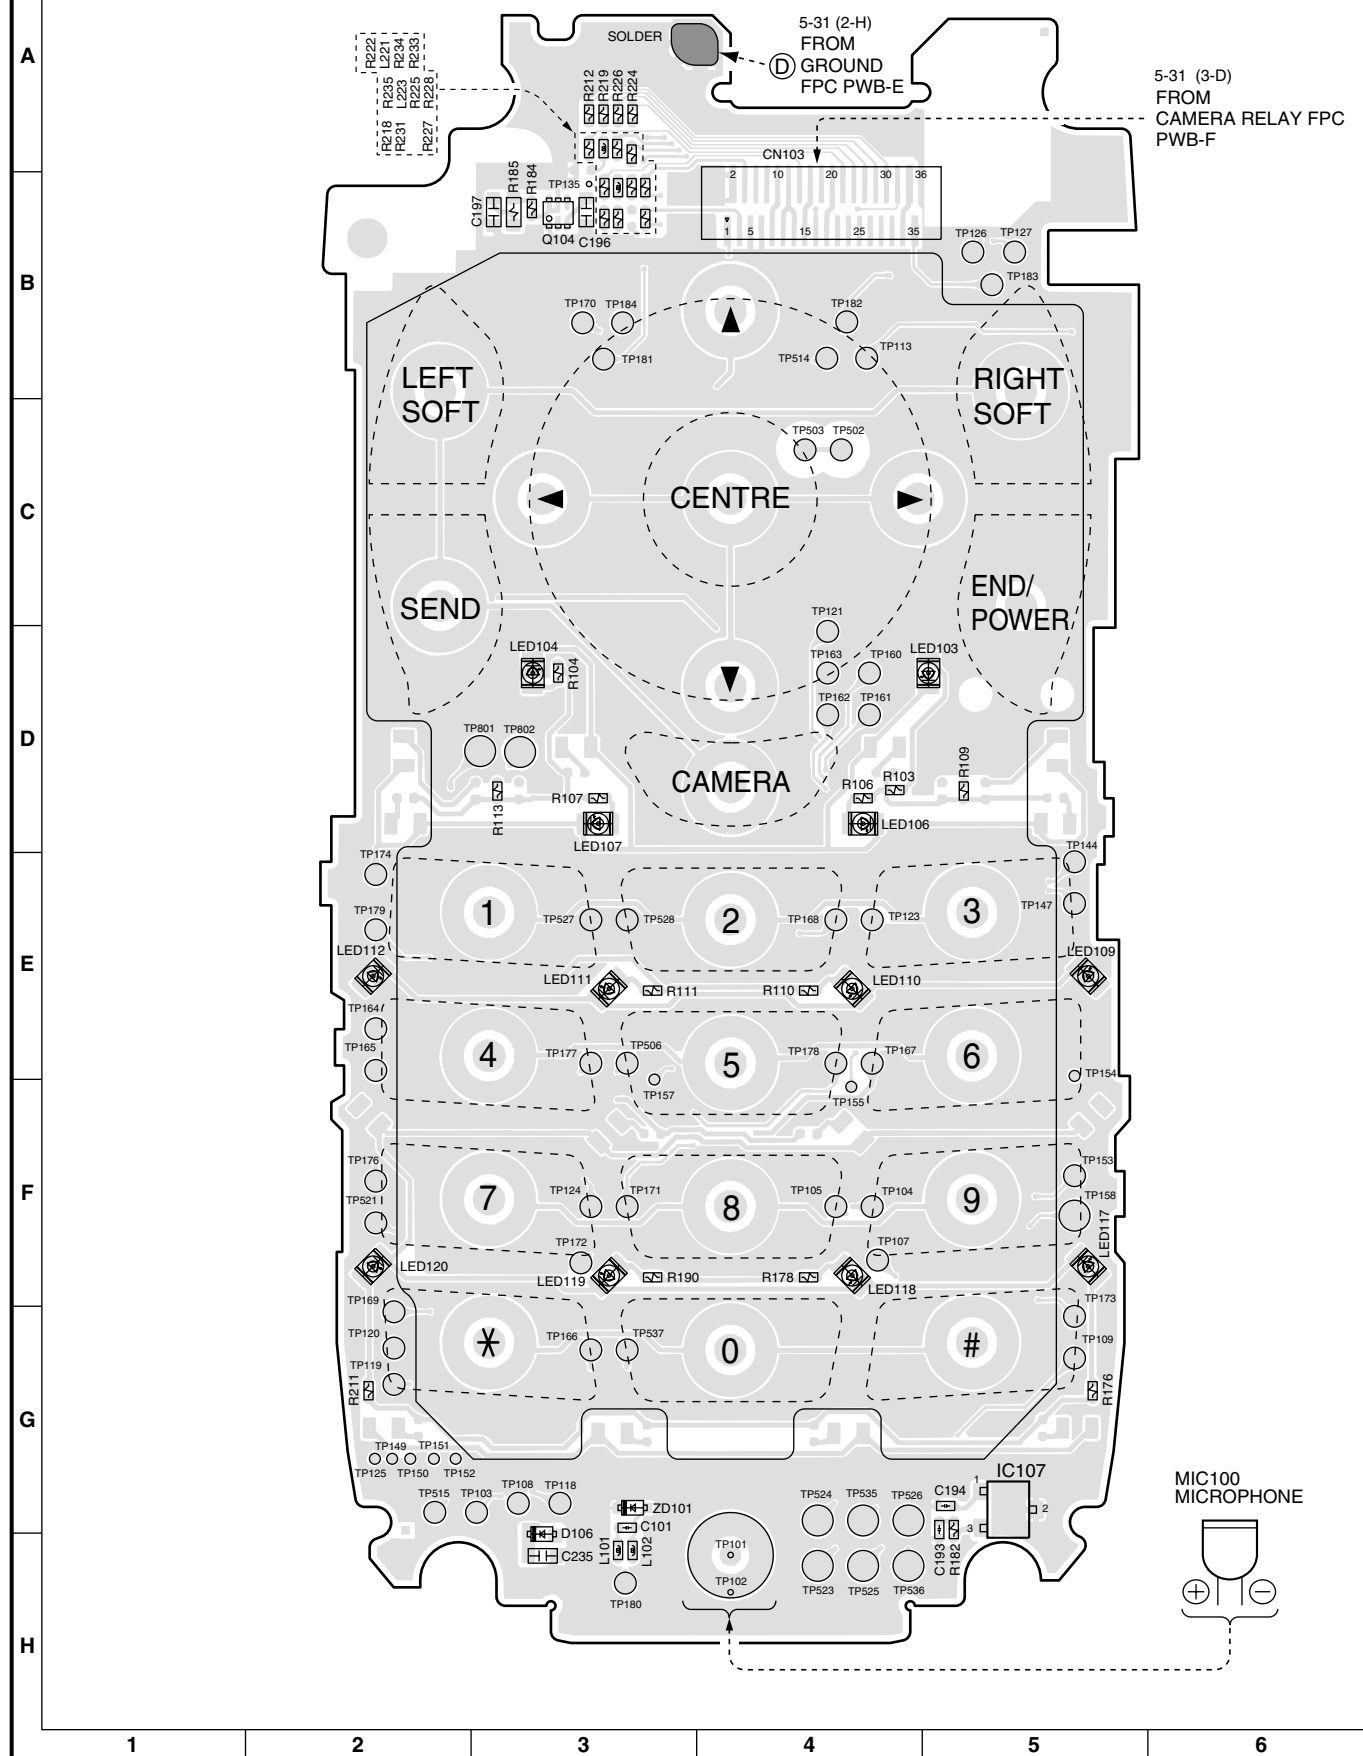 A
SOLDER
5-31 (2-H)
FROM
D GROUND
FPC PWB-E
5-31 (3-D)
FROM
CAMERA RELAY FPC
PWB-F
R222
L221
R234
R233
R235
L223
R225
R228
R218
R231
R227
R212
R219
R226
R224
CN103
2 10 20 30 36
1 5 15 25 35
TP135
C197
R185
R184
Q104
C196
B
TP126 TP127
TP183
TP170 TP184
TP181
TP182
TP514 TP113
LEFT
SOFT
RIGHT
SOFT
C
TP503 TP502
CENTRE
SEND
END/
POWER
D
TP121
LED104
R104
TP163 TP160
LED103
TP162 TP161
TP801 TP802
CAMERA
R113
R107
LED107
R106
R103
R109
LED106
E
TP174
TP144
TP179
1
TP527 TP528
2
TP168 TP123
3
TP147
LED112
LED111
R111
R110
LED110
LED109
TP164
TP165
4
TP177 TP506
5
TP178 TP167
6
TP157
TP155
TP154
F
TP176
TP521
7
TP124 TP171
8
TP105 TP104
9
TP153
TP158
LED117
TP172
TP107
LED120
LED119
R190
R178
LED118
G
TP169
TP120
TP119
R211
*
TP166 TP537
0
#
TP173
TP109
R176
TP149 TP151
TP125 TP150 TP152
TP515 TP103
TP108 TP118
ZD101
C101
D106
C235
L101
L102
TP180
TP101
TP102
TP524 TP535 TP526
TP523 TP525 TP536
C194
IC107
1
2
3
C193
R182
MIC100
MICROPHONE
+ −
H
1 2 3 4 5 6